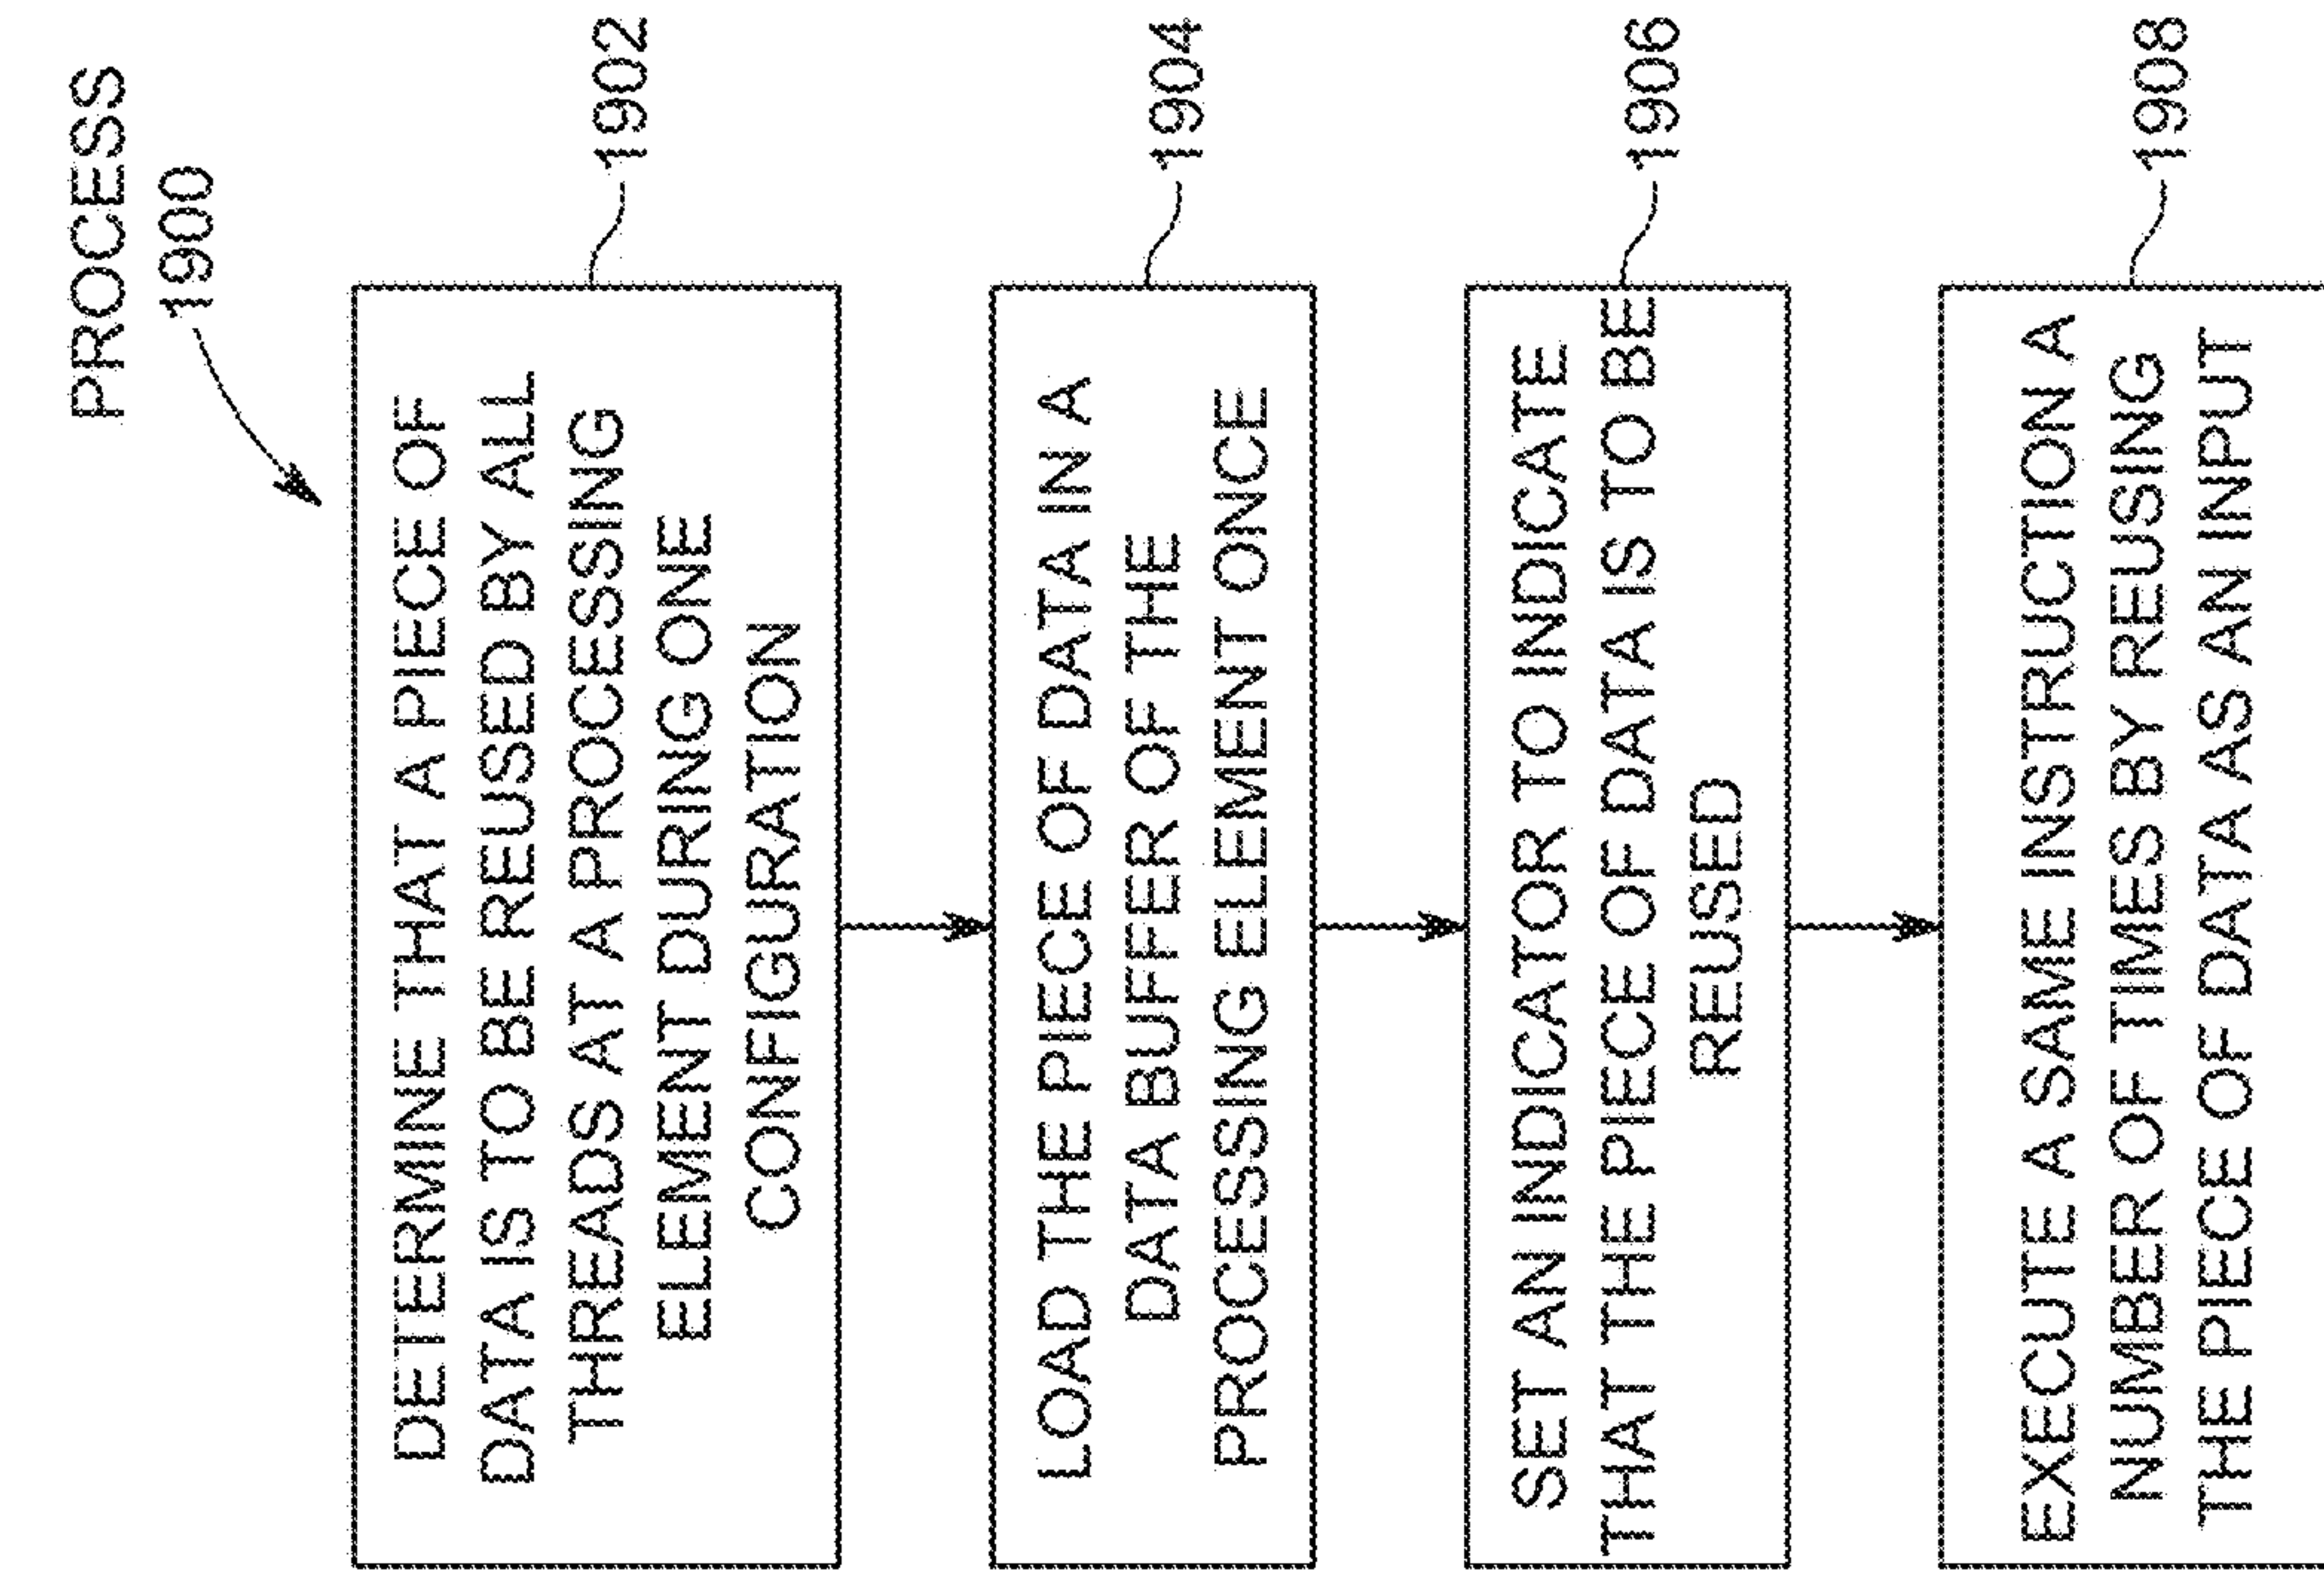 PROCESS
1900
DETERMINE THAT A PIECE OF
DATA IS TO BE REUSED BY ALL
THREADS AT A PROCESSING
ELEMENT DURING ONE
CONFIGURATION
1902
LOAD THE PIECE OF DATA IN A
DATA BUFFER OF THE
PROCESSING ELEMENT ONCE
1904
SET AN INDICATOR TO INDICATE
THAT THE PIECE OF DATA IS TO BE
REUSED
1906
EXECUTE A SAME INSTRUCTION A
NUMBER OF TIMES BY REUSING
THE PIECE OF DATA AS AN INPUT
1908